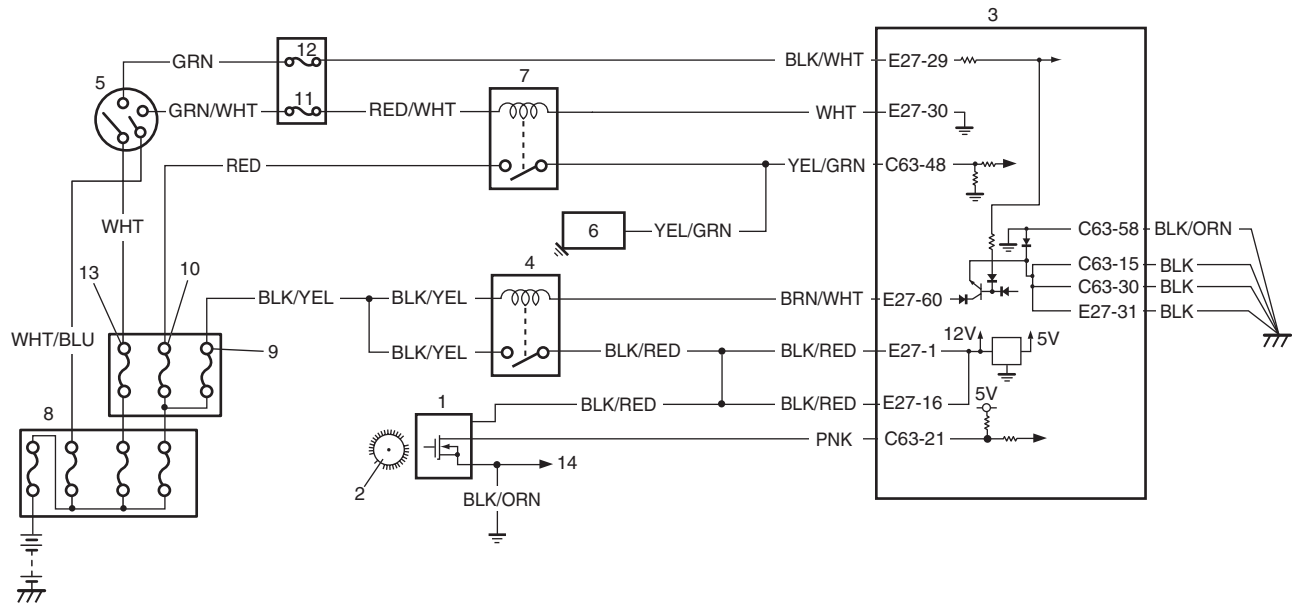 3
12
GRN
BLK/WHT
E27-29
7
5
11
GRN/WHT
RED/WHT
WHT
E27-30
RED
YEL/GRN
C63-48
WHT
6
YEL/GRN
C63-58
BLK/ORN
4
C63-15
BLK
13
10
C63-30
BLK
BLK/YEL
BLK/YEL
BRN/WHT
E27-60
E27-31
BLK
WHT/BLU
12V
5V
9
BLK/YEL
BLK/RED
BLK/RED
E27-1
1
BLK/RED
BLK/RED
E27-16
5V
8
PNK
C63-21
14
2
BLK/ORN